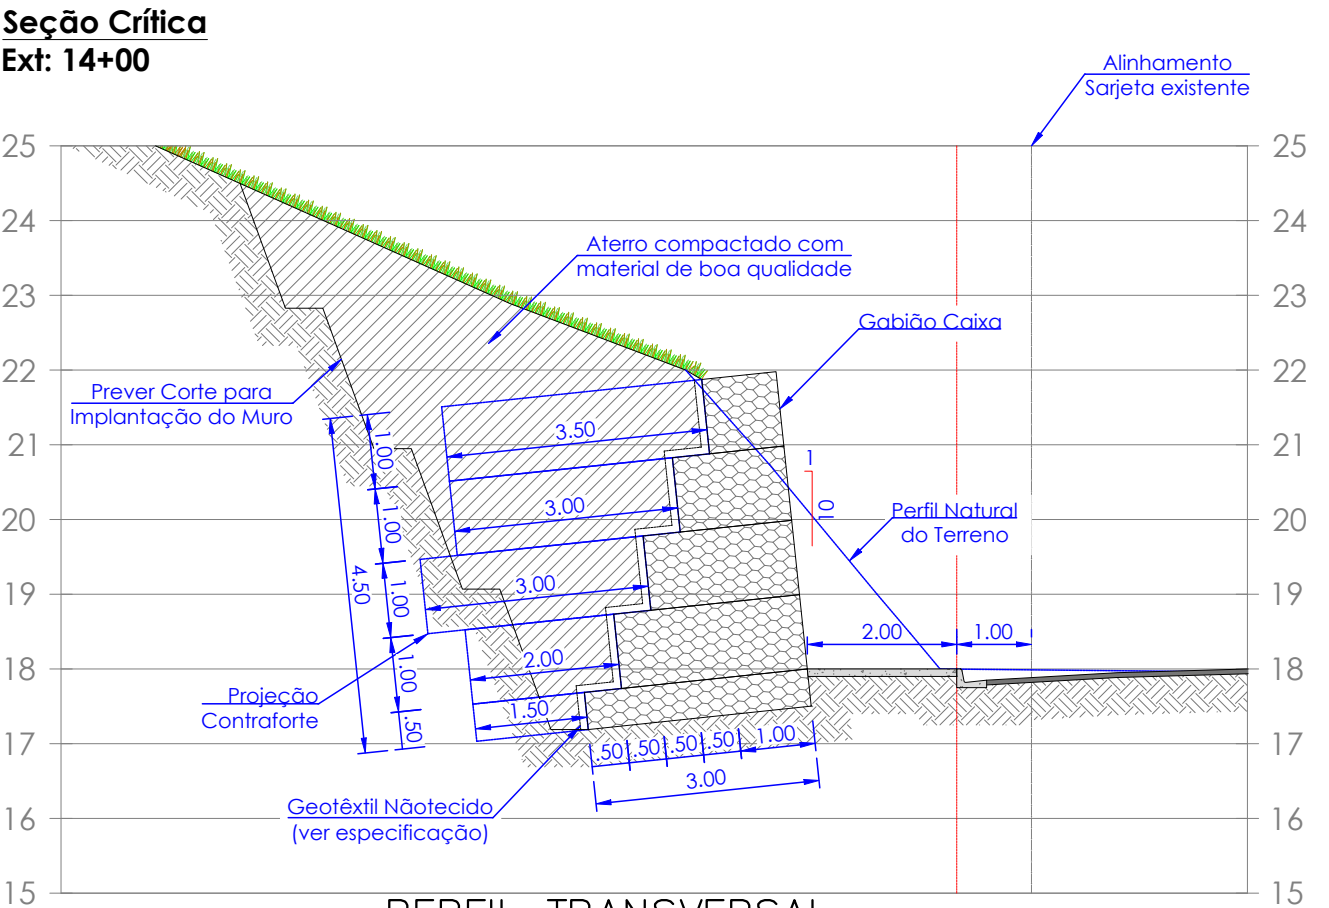 Seção Crítica
Ext: 14+00
Alinhamento
Sarjeta existente
25
25
24
24
Aterro compactado com
material de boa qualidade
23
23
Gabião Caixa
22
22
Prever Corte para
Implantação do Muro
3.50
1.00
21
21
1
10
3.00
1.00
20
20
Perfil Natural
do Terreno
4.50
3.00
1.00
19
19
2.00
1.00
2.00
1.00
18
18
Projeção
Contraforte
1.50
.50
17
17
.50
.50
.50
.50
1.00
3.00
Geotêxtil Nãotecido
(ver especificação)
16
16
15
15
PERFIL TRANSVERSAL